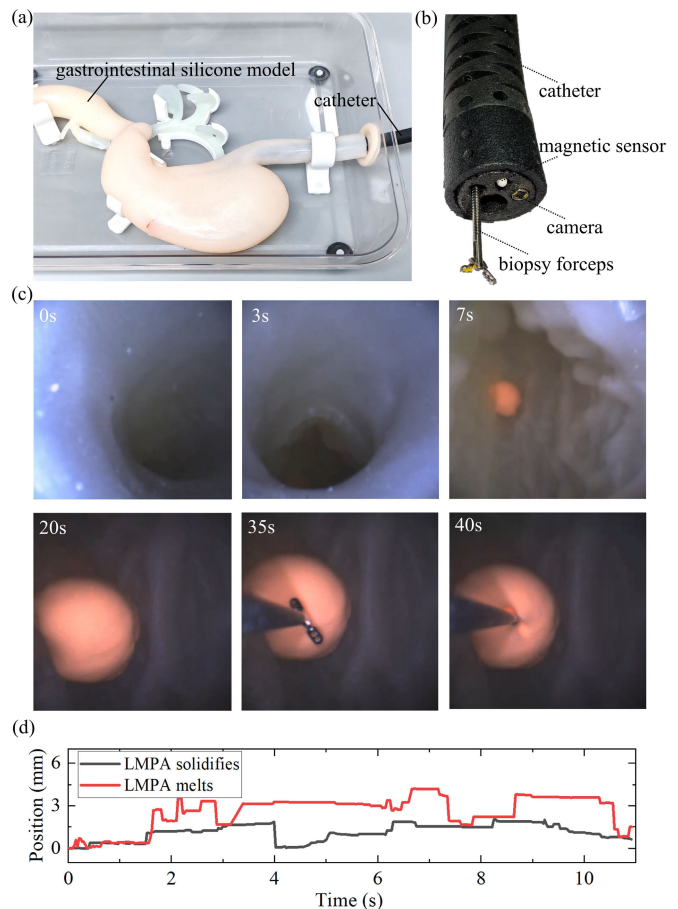 (a)
gastrointestinal silicone model
catheter
(b)
catheter
magnetic sensor
camera
biopsy forceps
(c)
0s
3s
7s
20s
35s
40s
(d)
LMPA solidifies
LMPA melts
Position (mm)
6
3
0
0
2
4
6
8
10
Time (s)